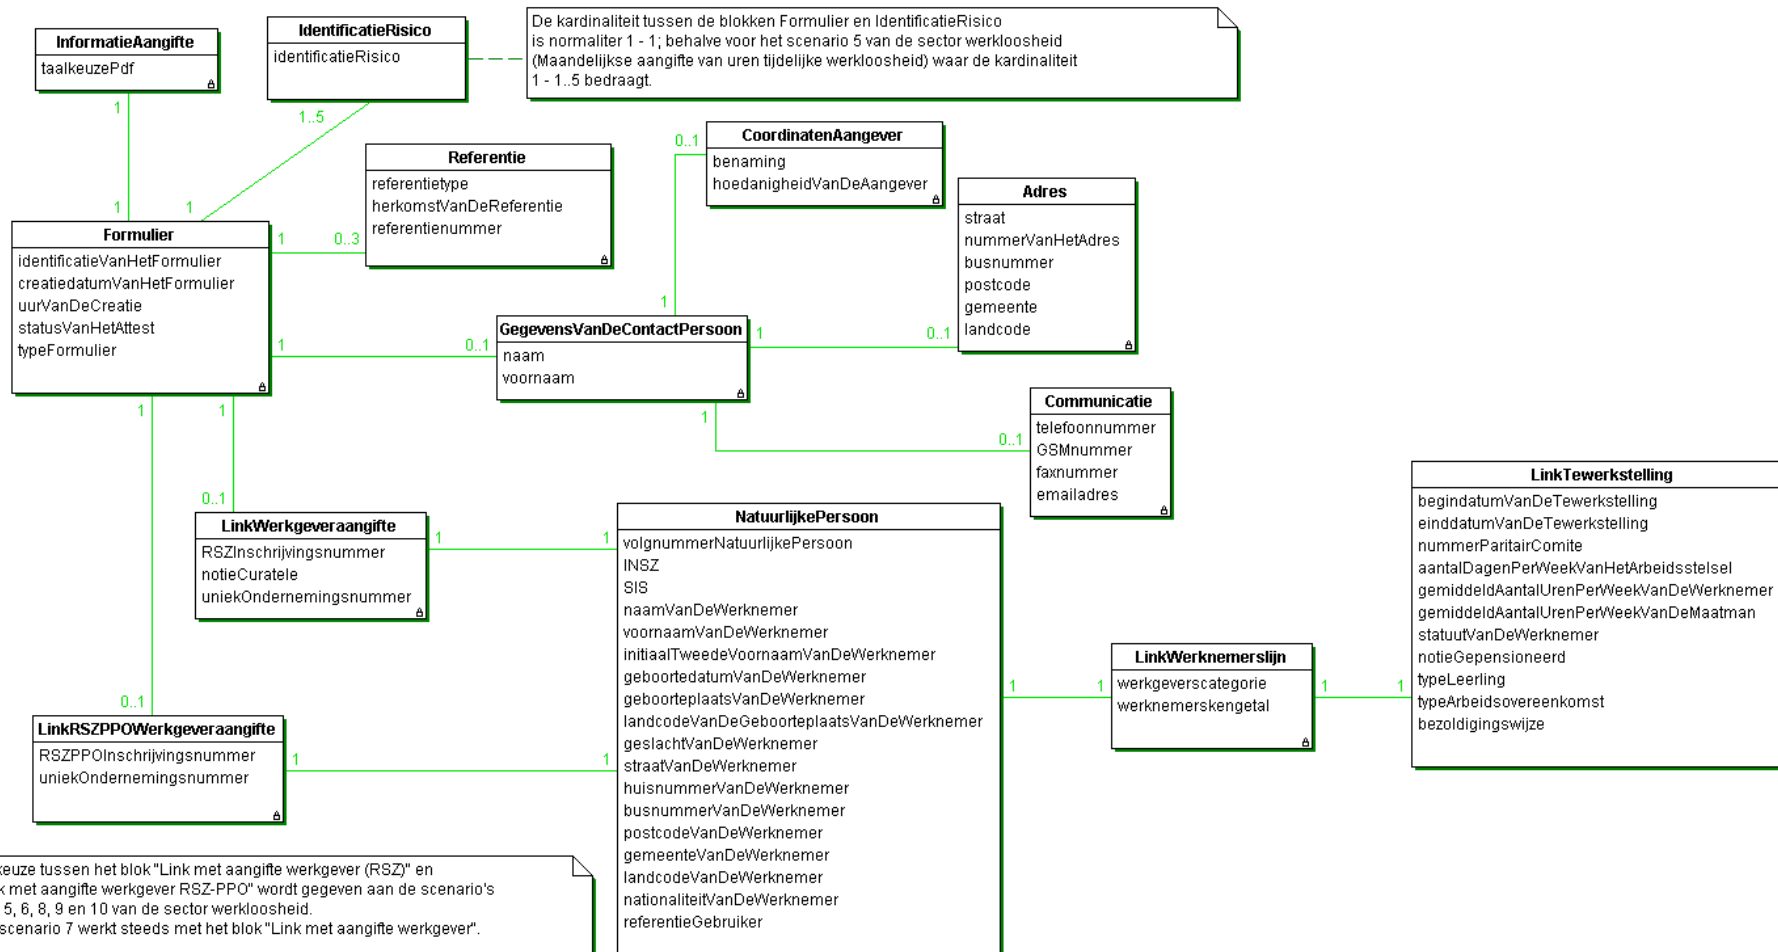 InformatieAangifte
taalkeuzePdf
IdentificatieRisico
identificatieRisico
De kardinaliteit tussen de blokken Formulier en IdentificatieRisico
is normaliter 1 - 1; behalve voor het scenario 5 van de sector werkloosheid
(Maandelijkse aangifte van uren tijdelijke werkloosheid) waar de kardinaliteit
1 - 1..5 bedraagt.
1
1..5
1
1
Referentie
referentietype
herkomstVanDeReferentie
referentienummer
CoordinatenAangever
benaming
hoedanigheidVanDeAangever
0..1
1
Adres
straat
nummerVanHetAdres
busnummer
postcode
gemeente
landcode
Formulier
identificatieVanHetFormulier
creatiedatumVanHetFormulier
uurVanDeCreatie
statusVanHetAttest
typeFormulier
1
0..3
1
0..1
GegevensVanDeContactPersoon
naam
voornaam
1
0..1
1
0..1
Communicatie
telefoonnummer
GSMnummer
faxnummer
emailadres
1
1
0..1
0..1
LinkWerkgeveraangifte
RSZInschrijvingsnummer
notieCuratele
uniekOndernemingsnummer
1
1
NatuurlijkePersoon
volgnummerNatuurlijkePersoon
INSZ
SIS
naamVanDeWerknemer
voornaamVanDeWerknemer
initiaalTweedeVoornaamVanDeWerknemer
geboortedatumVanDeWerknemer
geboorteplaatsVanDeWerknemer
landcodeVanDeGeboorteplaatsVanDeWerknemer
geslachtVanDeWerknemer
straatVanDeWerknemer
huisnummerVanDeWerknemer
busnummerVanDeWerknemer
postcodeVanDeWerknemer
gemeenteVanDeWerknemer
landcodeVanDeWerknemer
nationaliteitVanDeWerknemer
referentieGebruiker
1
1
LinkWerknemerslijn
werkgeverscategorie
werknemerskengetal
1
1
LinkTewerkstelling
begindatumVanDeTewerkstelling
einddatumVanDeTewerkstelling
nummerParitairComite
aantalDagenPerWeekVanHetArbeidsstelsel
gemiddeldAantalUrenPerWeekVanDeWerknemer
gemiddeldAantalUrenPerWeekVanDeMaatman
statuutVanDeWerknemer
notieGepensioneerd
typeLeerling
typeArbeidsovereenkomst
bezoldigingswijze
LinkRSZPPOWerkgeveraangifte
RSZPPOInschrijvingsnummer
uniekOndernemingsnummer
1
1
keuze tussen het blok "Link met aangifte werkgever (RSZ)" en
k met aangifte werkgever RSZ-PPO" wordt gegeven aan de scenario's
5, 6, 8, 9 en 10 van de sector werkloosheid.
scenario 7 werkt steeds met het blok "Link met aangifte werkgever".